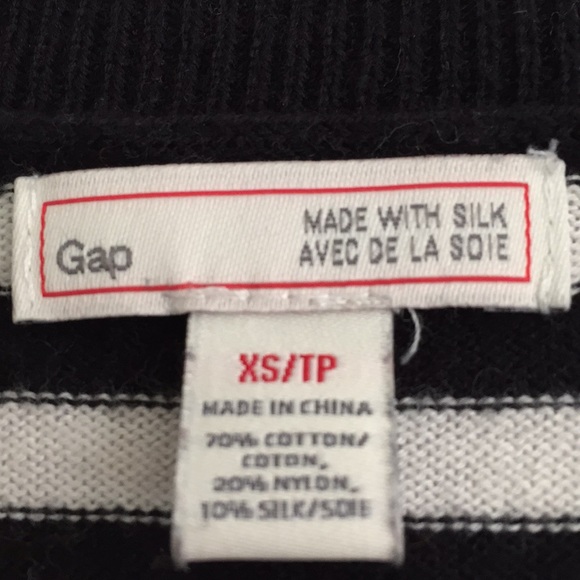 Gap
MADE WITH SILK
AVEC DE LA SOIE
XS/TP
MADE IN CHINA
70% COTTON/
COTON,
20% NYLON,
10% SILK/SOIE